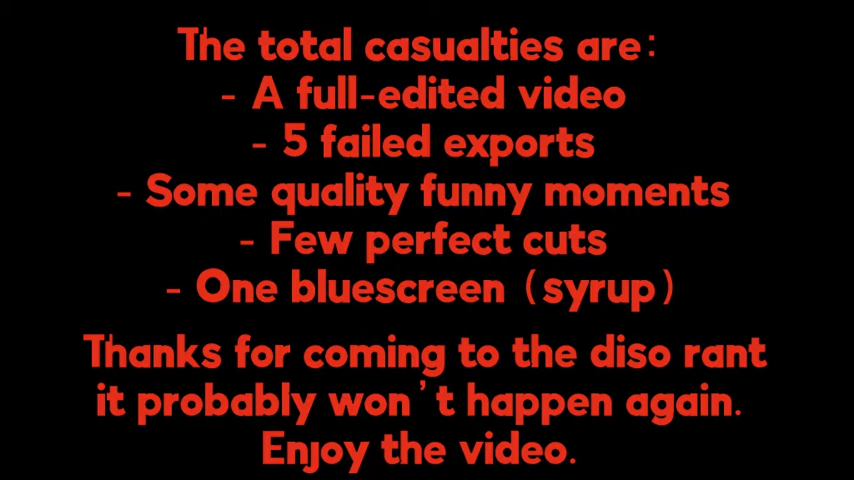 The total casualties are:
- A full-edited video
- 5 failed exports
- Some quality funny moments
- Few perfect cuts
- One bluescreen (syrup)
Thanks for coming to the diso rant
it probably won't happen again.
Enjoy the video.